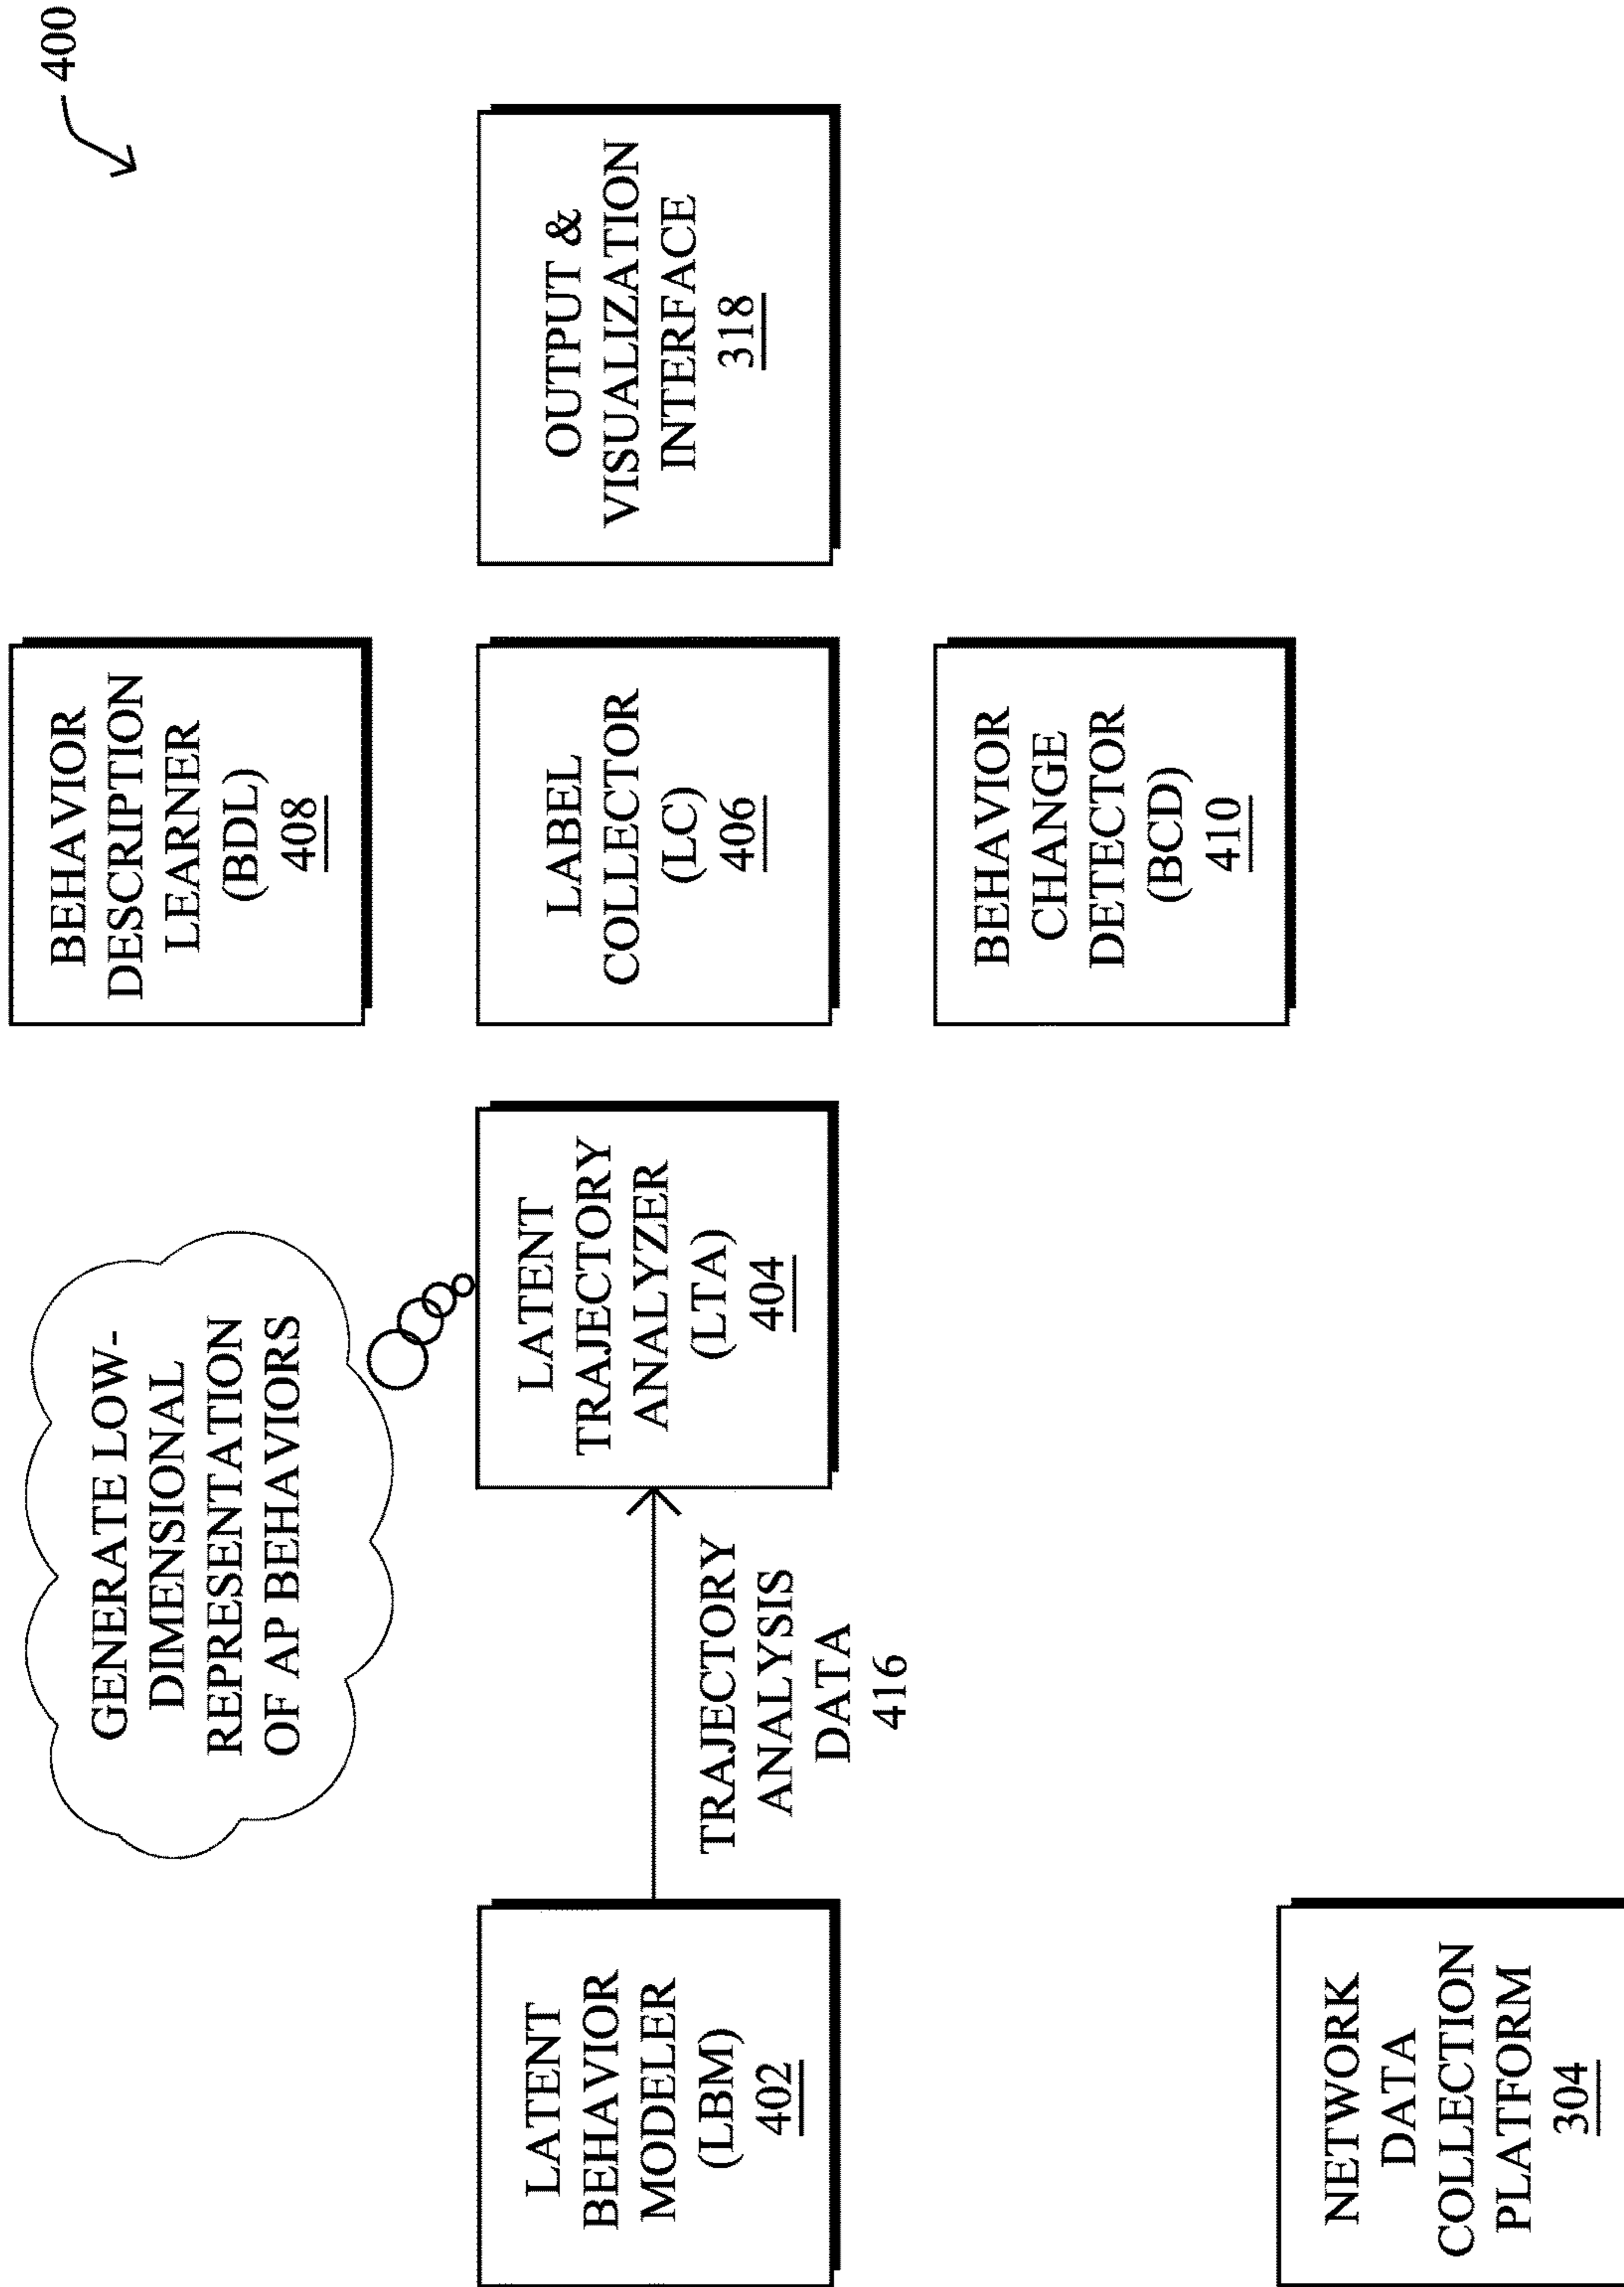 400
GENERATE LOW-
DIMENSIONAL
REPRESENTATION
OF AP BEHAVIORS
BEHAVIOR
DESCRIPTION
LEARNER
(BDL)
408
LATENT
BEHAVIOR
MODELER
(LBM)
402
TRAJECTORY
ANALYSIS
DATA
416
LATENT
TRAJECTORY
ANALYZER
(LTA)
404
LABEL
COLLECTOR
(LC)
406
OUTPUT &
VISUALIZATION
INTERFACE
318
BEHAVIOR
CHANGE
DETECTOR
(BCD)
410
NETWORK
DATA
COLLECTION
PLATFORM
304